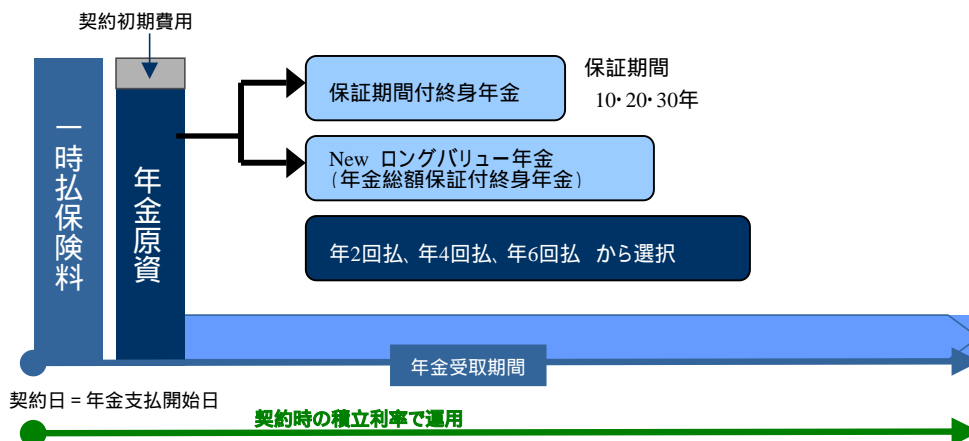 契約初期費用
一時払保険料
年金原資
保証期間付終身年金
保証期間
10・20・30年
New ロングバリュー年金
(年金総額保証付終身年金)
年2回払、年4回払、年6回払 から選択
年金受取期間
契約日 = 年金支払開始日
契約時の積立利率で運用